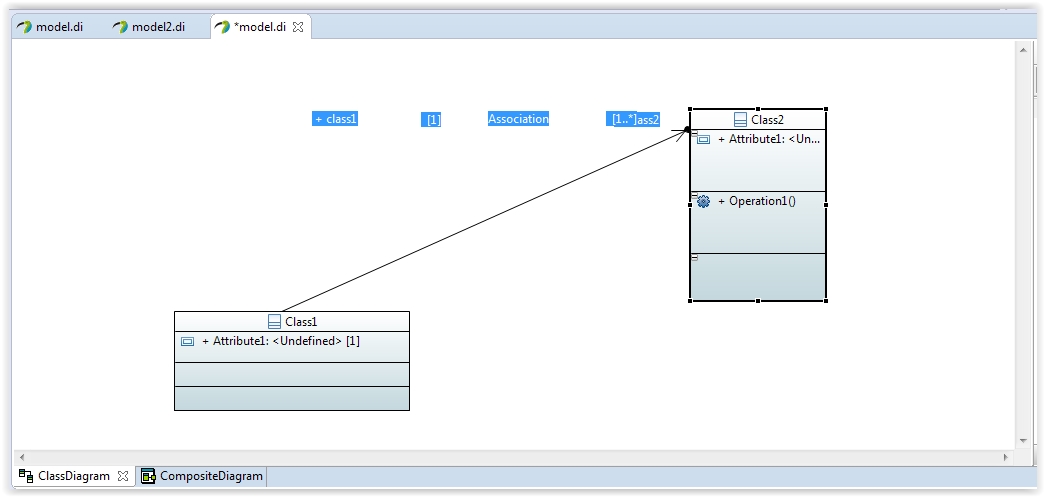 model.di model2.di *model.di
+ class1 [1] Association [1..*]ass2
Class2
+ Attribute1: <Un...
+ Operation1()
Class1
+ Attribute1: <Undefined> [1]
ClassDiagram CompositeDiagram